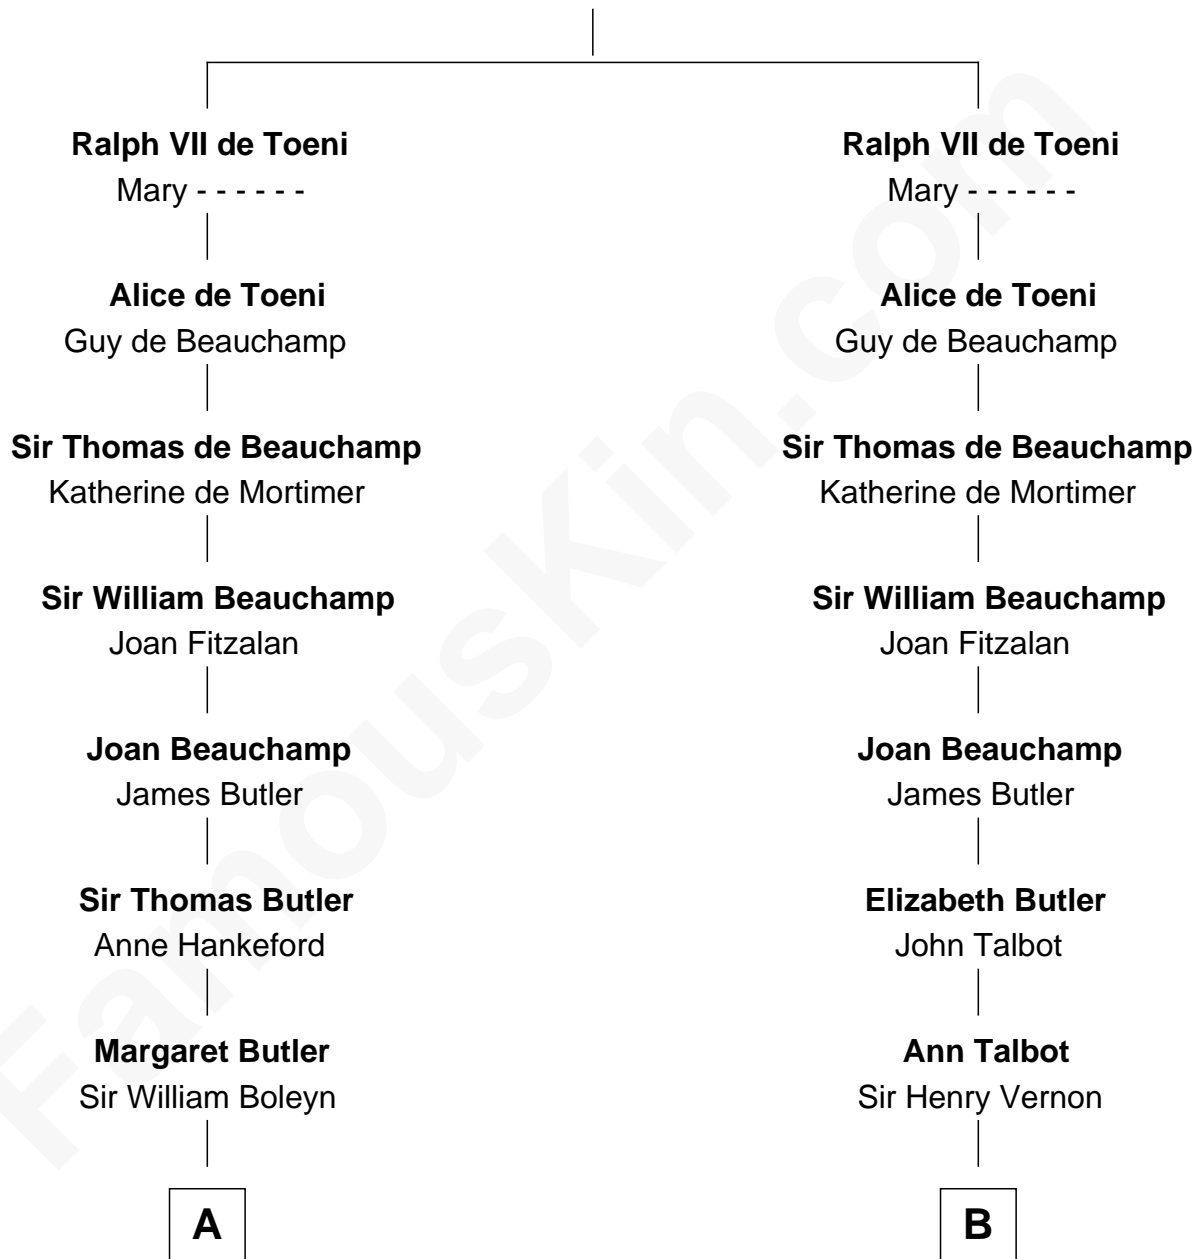 Ralph VII de Toeni
Mary - - - - - -
Alice de Toeni
Guy de Beauchamp
Sir Thomas de Beauchamp
Katherine de Mortimer
Sir William Beauchamp
Joan Fitzalan
Joan Beauchamp
James Butler
Sir Thomas Butler
Anne Hankeford
Margaret Butler
Sir William Boleyn
A
Ralph VII de Toeni
Mary - - - - - -
Alice de Toeni
Guy de Beauchamp
Sir Thomas de Beauchamp
Katherine de Mortimer
Sir William Beauchamp
Joan Fitzalan
Joan Beauchamp
James Butler
Elizabeth Butler
John Talbot
Ann Talbot
Sir Henry Vernon
B
FamousKin.com